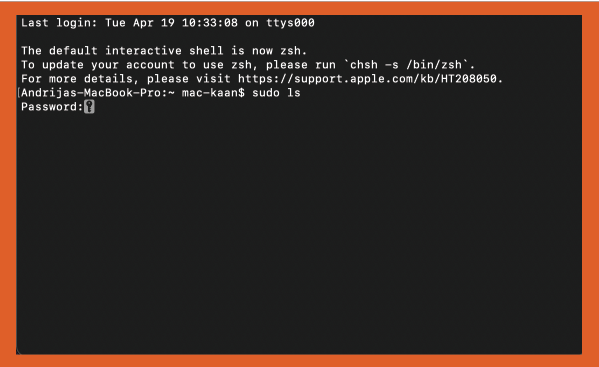 Last login: Tue Apr 19 10:33:08 on ttys000
The default interactive shell is now zsh.
To update your account to use zsh, please run `chsh -s /bin/zsh`.
For more details, please visit https://support.apple.com/kb/HT208050.
[Andrijas-MacBook-Pro:~ mac-kaan$ sudo ls
Password: